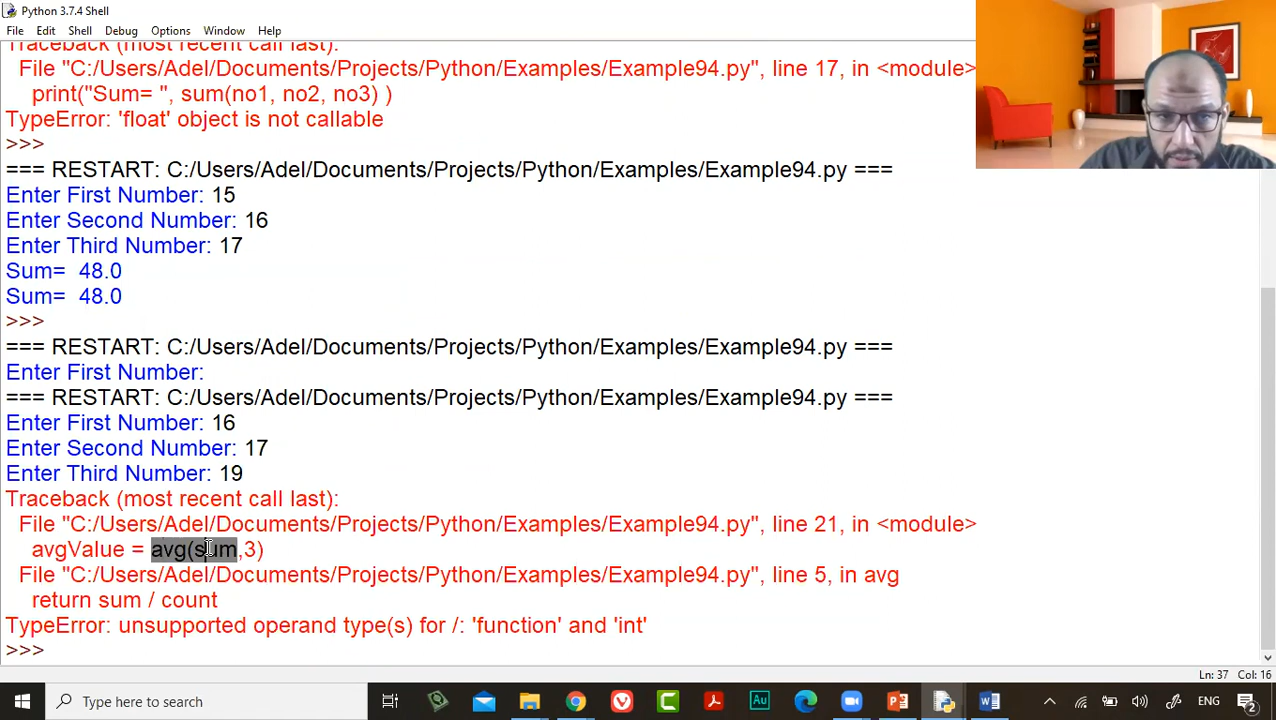 Python 3.7.4 Shell
File Edit Shell Debug Options Window Help
Traceback (most recent call last):
File "C:/Users/Adel/Documents/Projects/Python/Examples/Example94.py", line 17, in <module>
print("Sum= ", sum(no1, no2, no3) )
TypeError: 'float' object is not callable
>>>
=== RESTART: C:/Users/Adel/Documents/Projects/Python/Examples/Example94.py ===
Enter First Number: 15
Enter Second Number: 16
Enter Third Number: 17
Sum=  48.0
Sum=  48.0
>>>
=== RESTART: C:/Users/Adel/Documents/Projects/Python/Examples/Example94.py ===
Enter First Number:
=== RESTART: C:/Users/Adel/Documents/Projects/Python/Examples/Example94.py ===
Enter First Number: 16
Enter Second Number: 17
Enter Third Number: 19
Traceback (most recent call last):
File "C:/Users/Adel/Documents/Projects/Python/Examples/Example94.py", line 21, in <module>
avgValue = avg(sum,3)
File "C:/Users/Adel/Documents/Projects/Python/Examples/Example94.py", line 5, in avg
return sum / count
TypeError: unsupported operand type(s) for /: 'function' and 'int'
>>>
Ln: 37 Col: 16
Type here to search
Au
ENG
2